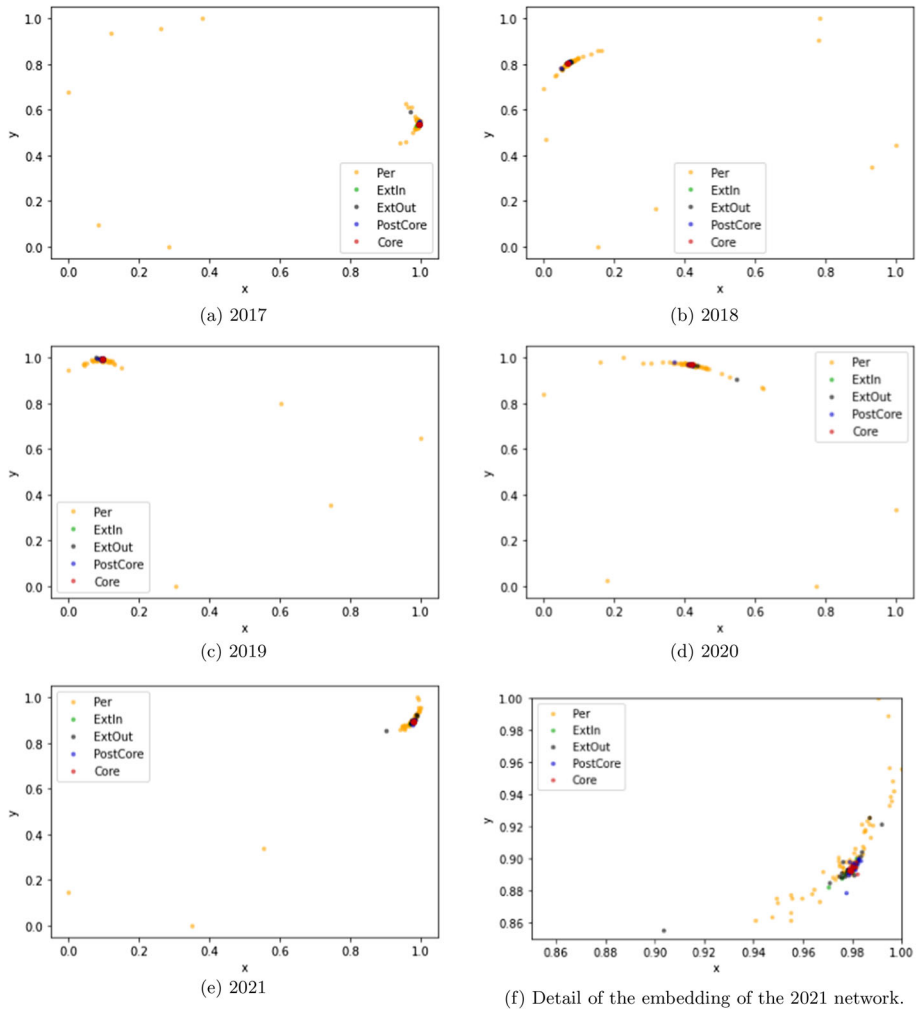 1.0
0.8
0.6
0.4
0.2
0.0
y
Per
ExtIn
ExtOut
PostCore
Core
0.0 0.2 0.4 0.6 0.8 1.0
x
(a) 2017
1.0
0.8
0.6
0.4
0.2
0.0
y
Per
ExtIn
ExtOut
PostCore
Core
0.0 0.2 0.4 0.6 0.8 1.0
x
(b) 2018
1.0
0.8
0.6
0.4
0.2
0.0
y
Per
ExtIn
ExtOut
PostCore
Core
0.0 0.2 0.4 0.6 0.8 1.0
x
(c) 2019
1.0
0.8
0.6
0.4
0.2
0.0
y
Per
ExtIn
ExtOut
PostCore
Core
0.0 0.2 0.4 0.6 0.8 1.0
x
(d) 2020
1.0
0.8
0.6
0.4
0.2
0.0
y
Per
ExtIn
ExtOut
PostCore
Core
0.0 0.2 0.4 0.6 0.8 1.0
x
(e) 2021
1.00
0.98
0.96
0.94
0.92
0.90
0.88
0.86
y
Per
ExtIn
ExtOut
PostCore
Core
0.86 0.88 0.90 0.92 0.94 0.96 0.98 1.00
x
(f) Detail of the embedding of the 2021 network.